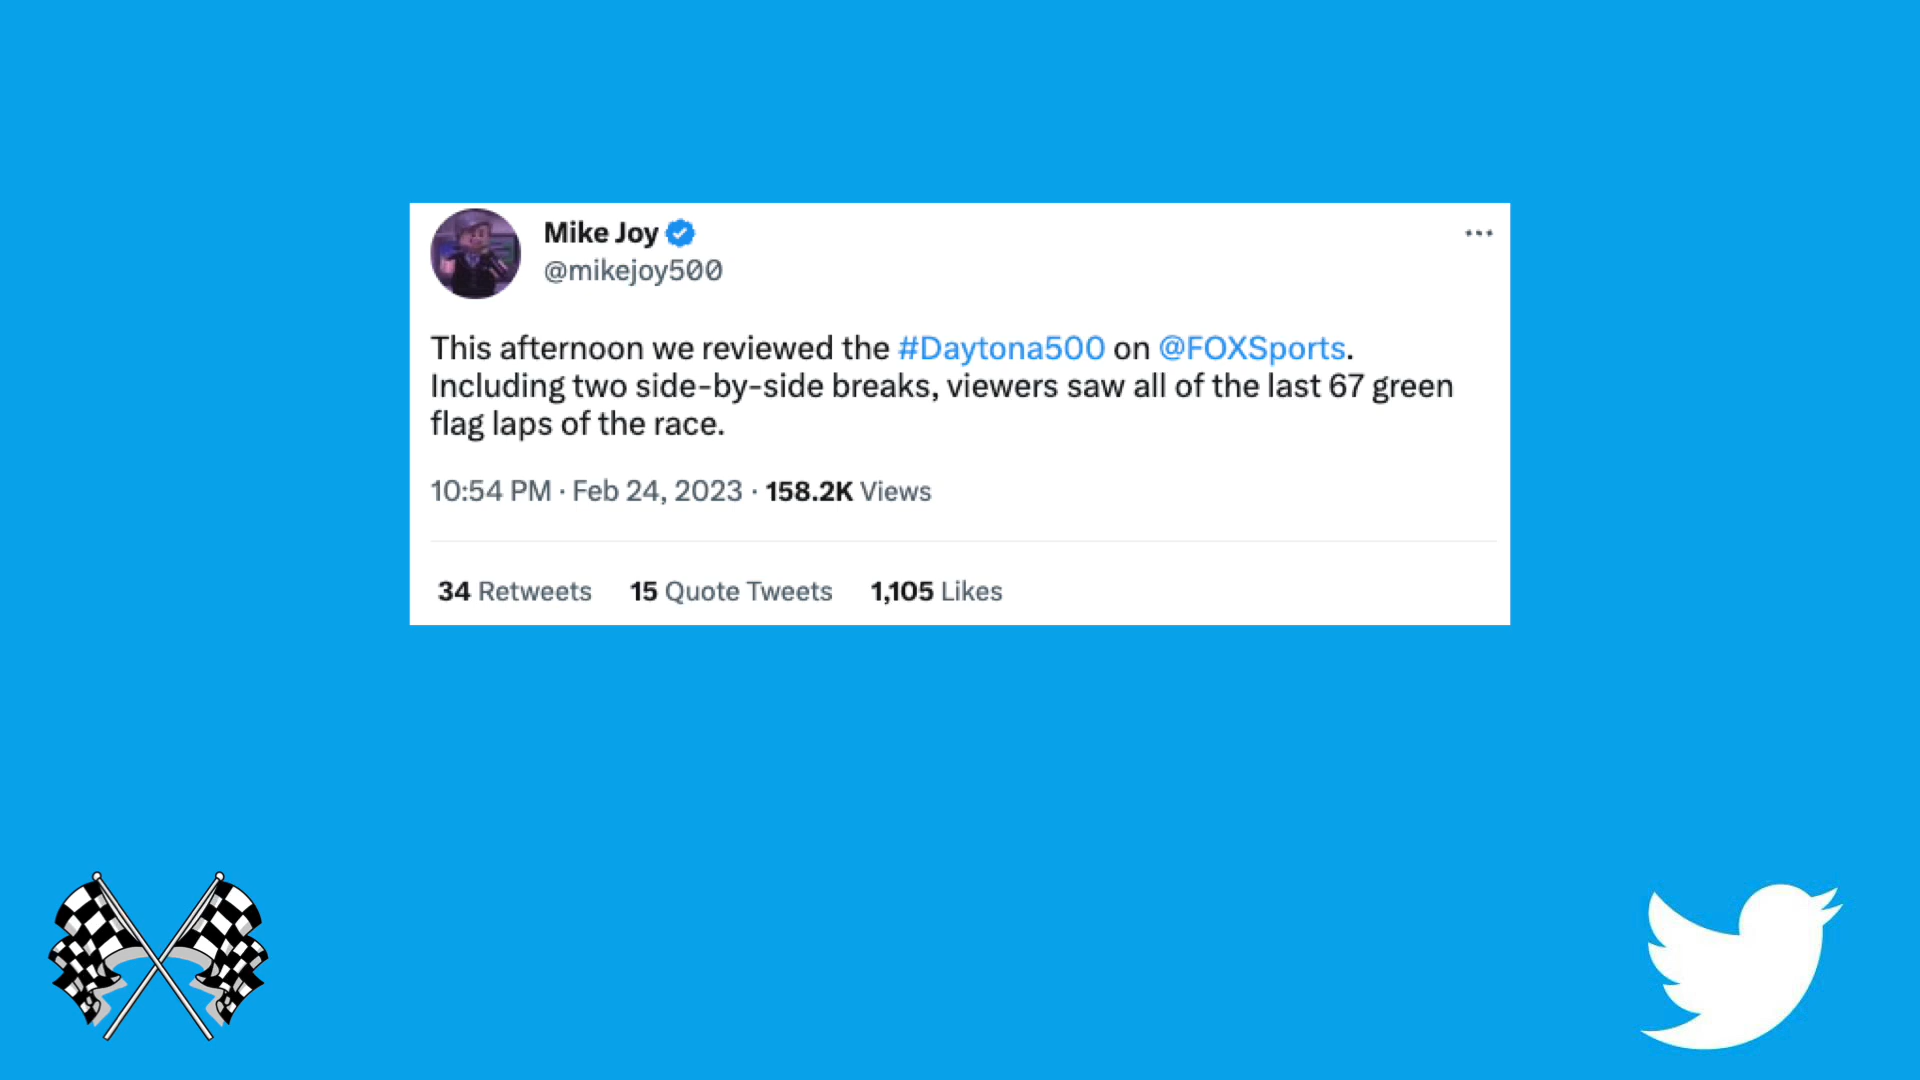 Mike Joy
@mikejoy500
This afternoon we reviewed the #Daytona500 on @FOXSports.
Including two side-by-side breaks, viewers saw all of the last 67 green
flag laps of the race.
10:54 PM · Feb 24, 2023 · 158.2K Views
34 Retweets 15 Quote Tweets 1,105 Likes